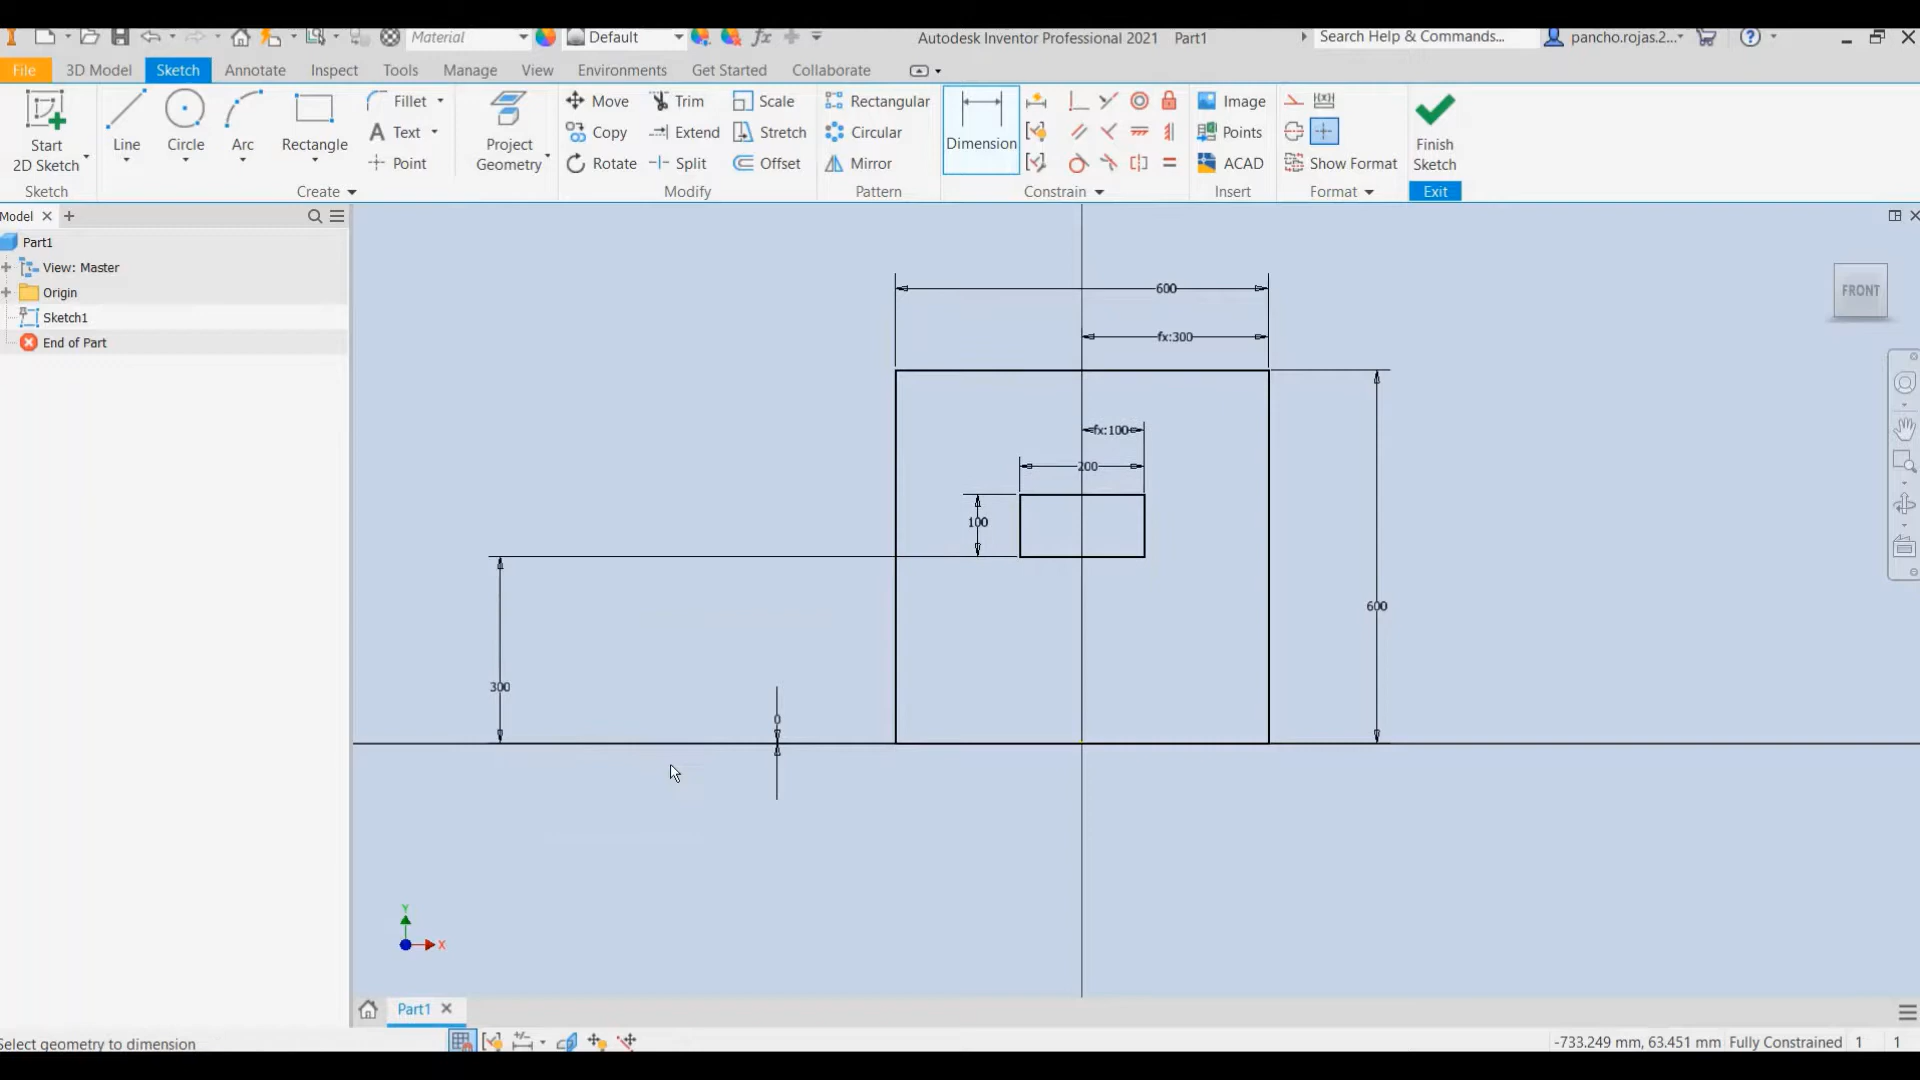 Material
Default
fx
Autodesk Inventor Professional 2021 Part1
Search Help & Commands...
pancho.rojas.2...
File
3D Model
Sketch
Annotate
Inspect
Tools
Manage
View
Environments
Get Started
Collaborate
Start
2D Sketch
Line
Circle
Arc
Rectangle
Fillet
Text
Point
Project
Geometry
Move
Copy
Rotate
Trim
Extend
Split
Scale
Stretch
Offset
Rectangular
Circular
Mirror
Dimension
Image
Points
ACAD
Show Format
Finish
Sketch
Sketch
Create
Modify
Pattern
Constrain
Insert
Format
Exit
Model
Part1
View: Master
Origin
Sketch1
End of Part
FRONT
600
fx:300
fx:100
200
100
600
300
0
Y
X
Part1
Select geometry to dimension
-733.249 mm, 63.451 mm Fully Constrained 1 1